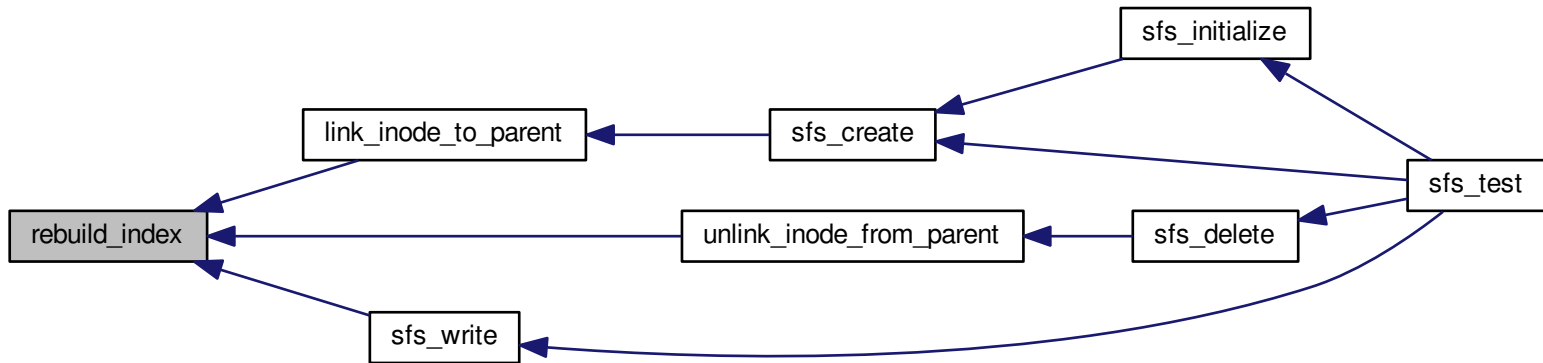 sfs_initialize
link_inode_to_parent
sfs_create
sfs_test
rebuild_index
unlink_inode_from_parent
sfs_delete
sfs_write